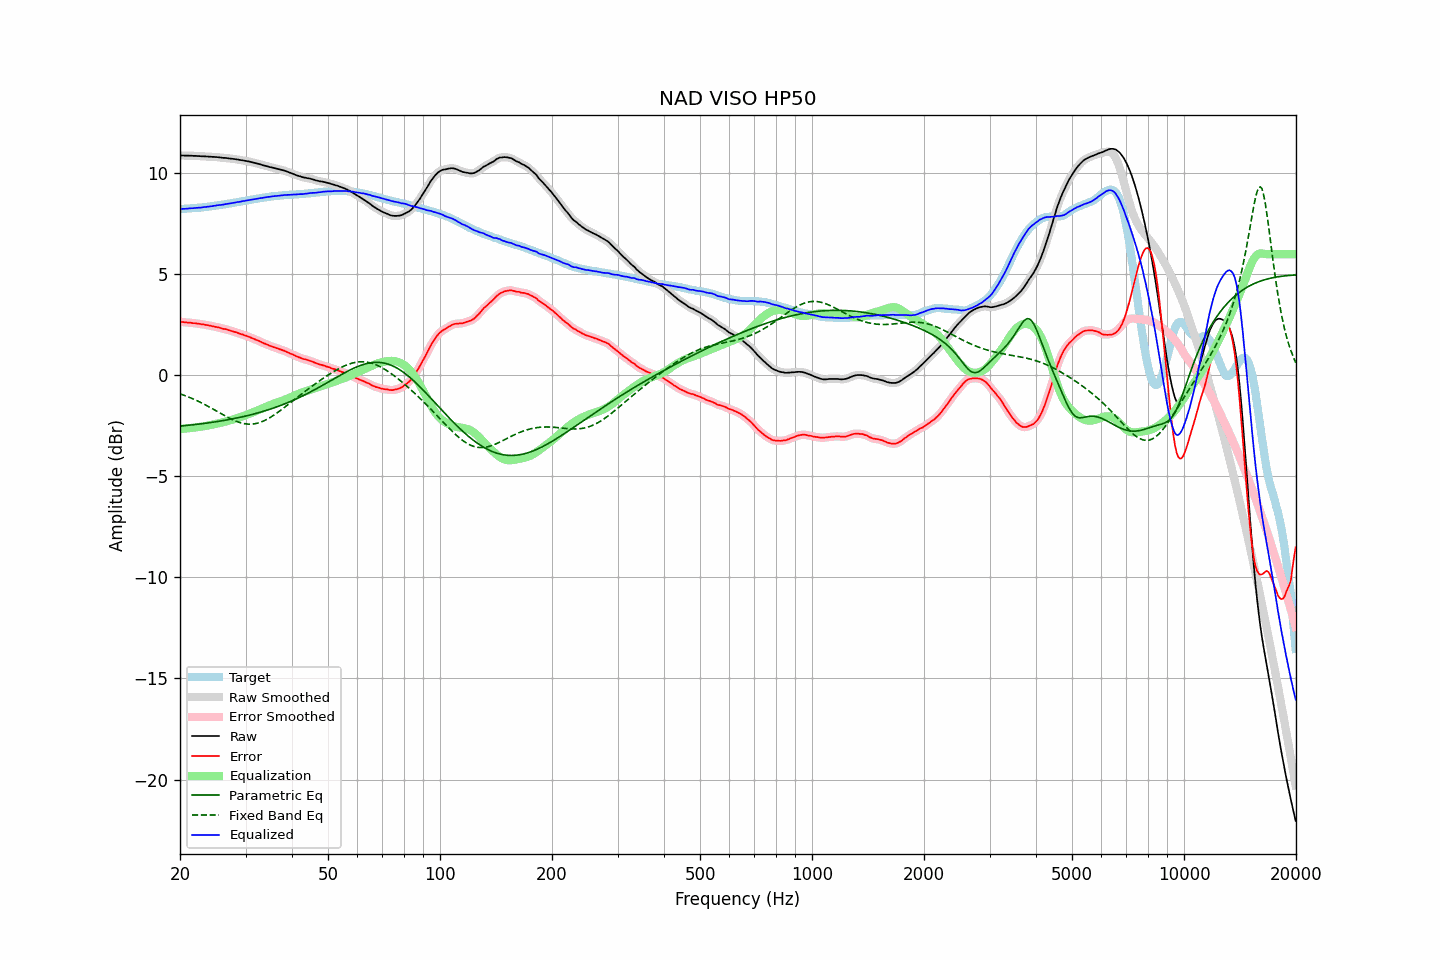 NAD VISO HP50
Amplitude (dBr)
10
5
0
−5
−10
−15
−20
Target
Raw Smoothed
Error Smoothed
Raw
Error
Equalization
Parametric Eq
Fixed Band Eq
Equalized
20 50 100 200 500 1000 2000 5000 10000 20000
Frequency (Hz)